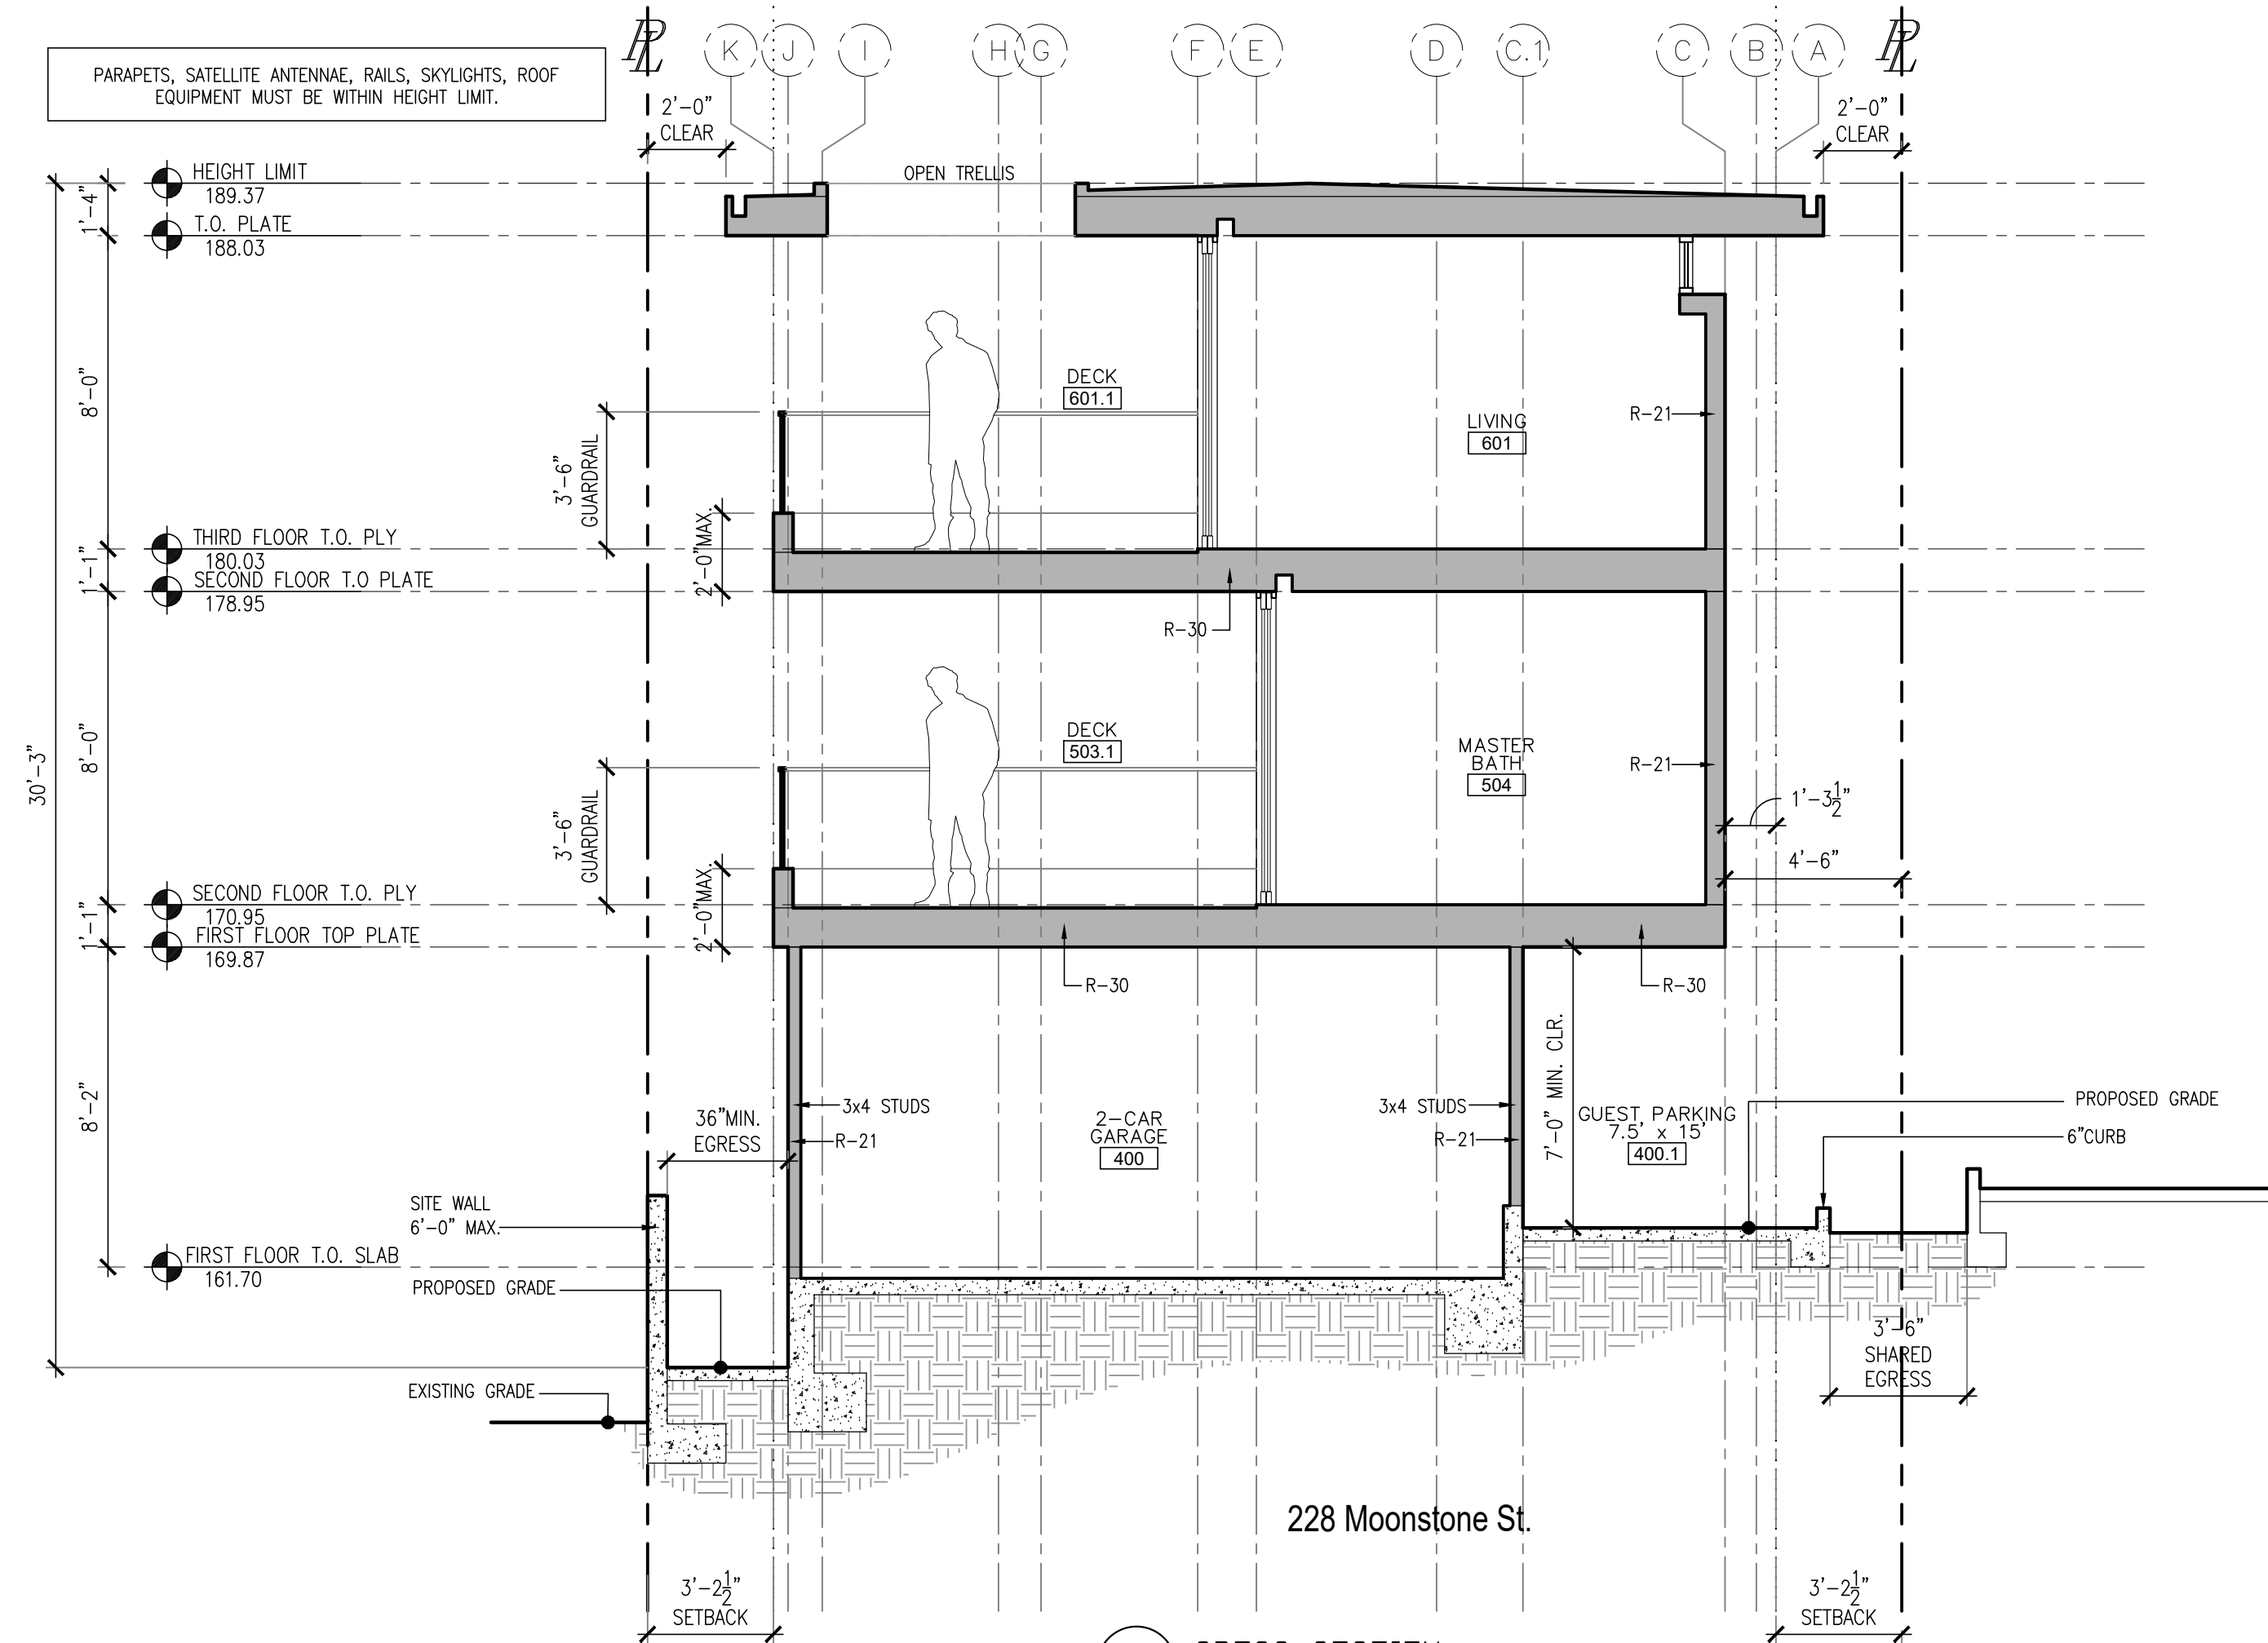 PL
K
J
I
H
G
F
E
D
C.1
C
B
A
PL
PARAPETS, SATELLITE ANTENNAE, RAILS, SKYLIGHTS, ROOF
EQUIPMENT MUST BE WITHIN HEIGHT LIMIT.
2'-0"
CLEAR
2'-0"
CLEAR
HEIGHT LIMIT
189.37
1'-4"
T.O. PLATE
188.03
OPEN TRELLIS
8'-0"
DECK
601.1
LIVING
601
R-21
3'-6"
GUARDRAIL
2'-0"MAX.
THIRD FLOOR T.O. PLY
180.03
1'-1"
SECOND FLOOR T.O PLATE
178.95
R-30
30'-3"
8'-0"
DECK
503.1
MASTER
BATH
504
R-21
1'-3½"
4'-6"
3'-6"
GUARDRAIL
2'-0"MAX.
SECOND FLOOR T.O. PLY
170.95
1'-1"
FIRST FLOOR TOP PLATE
169.87
R-30
R-30
8'-2"
36"MIN.
EGRESS
3x4 STUDS
R-21
2-CAR
GARAGE
400
3x4 STUDS
R-21
7'-0" MIN. CLR.
GUEST PARKING
7.5' x 15'
400.1
PROPOSED GRADE
6"CURB
SITE WALL
6'-0" MAX.
FIRST FLOOR T.O. SLAB
161.70
PROPOSED GRADE
EXISTING GRADE
3'-6"
SHARED
EGRESS
228 Moonstone St.
3'-2½"
SETBACK
3'-2½"
SETBACK